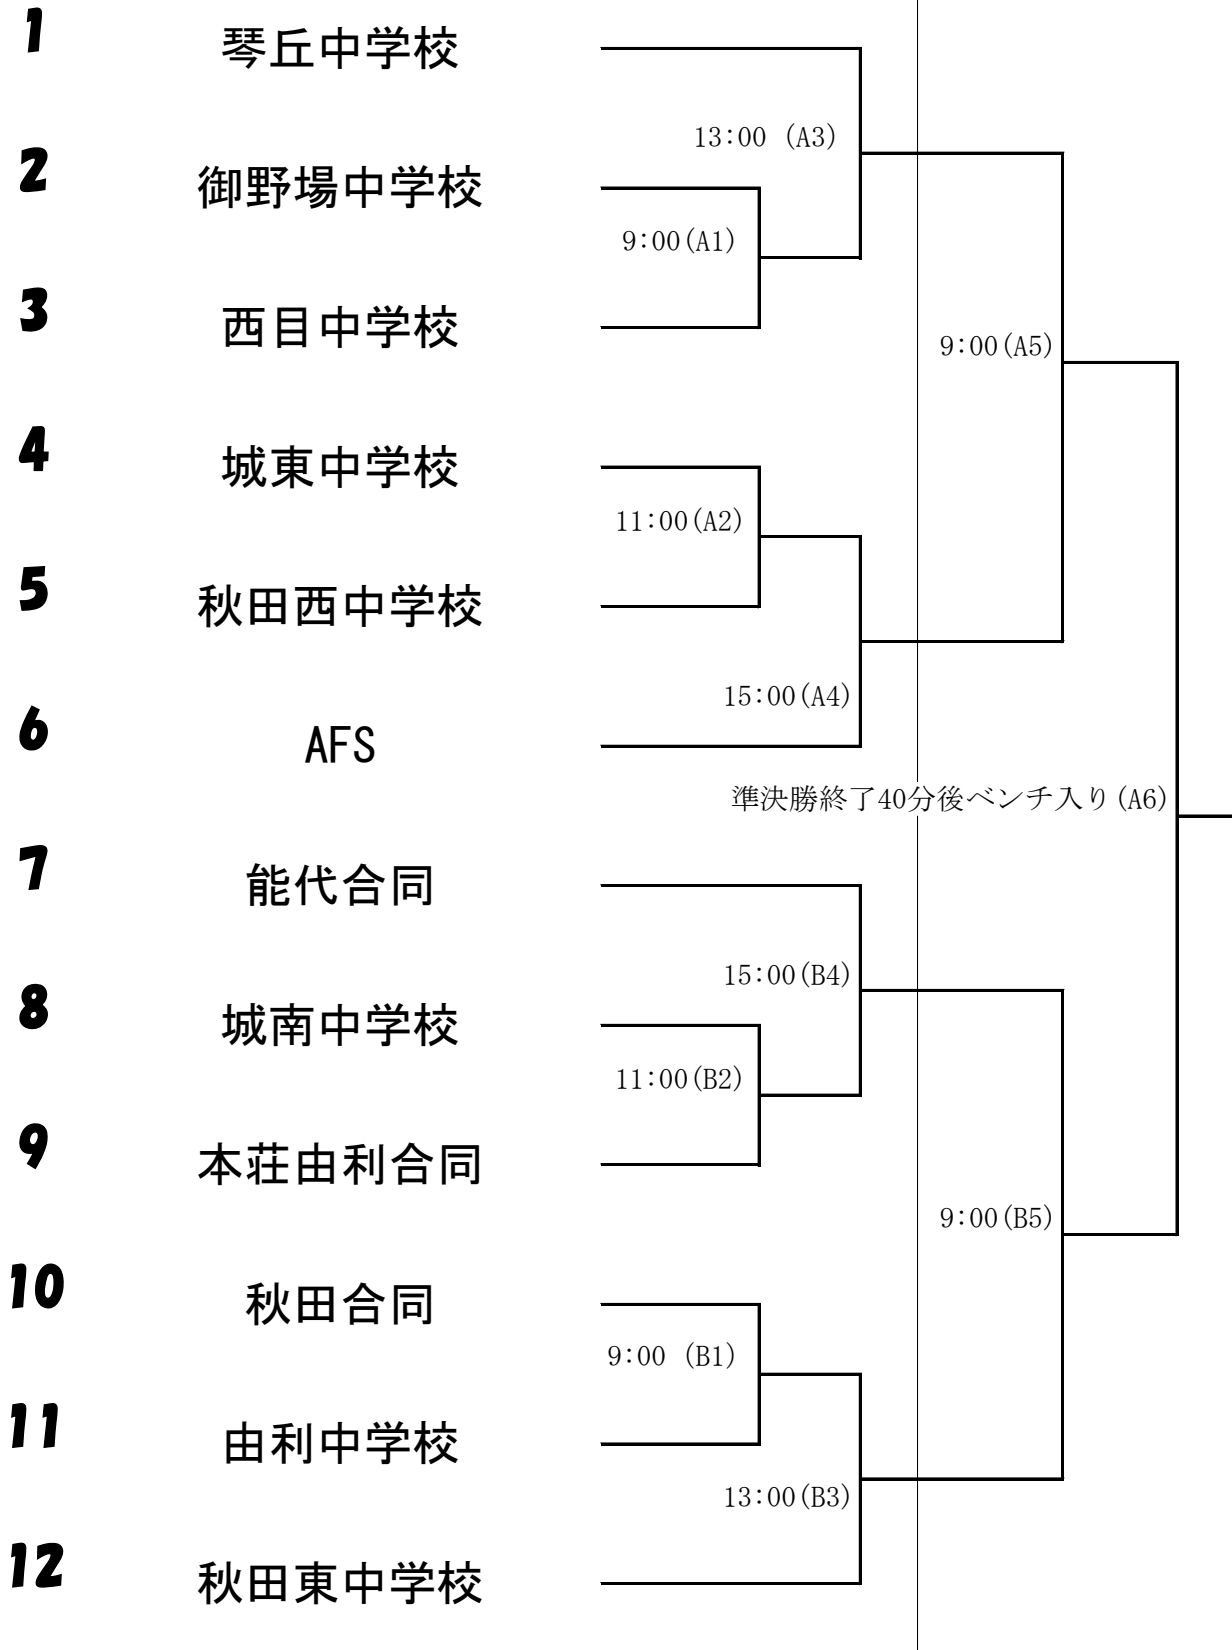 1 琴丘中学校
13:00 (A3)
2 御野場中学校
9:00(A1)
3 西目中学校
9:00(A5)
4 城東中学校
11:00(A2)
5 秋田西中学校
15:00(A4)
6 AFS
準決勝終了40分後ベンチ入り(A6)
7 能代合同
15:00(B4)
8 城南中学校
11:00(B2)
9 本荘由利合同
9:00(B5)
10 秋田合同
9:00 (B1)
11 由利中学校
13:00(B3)
12 秋田東中学校